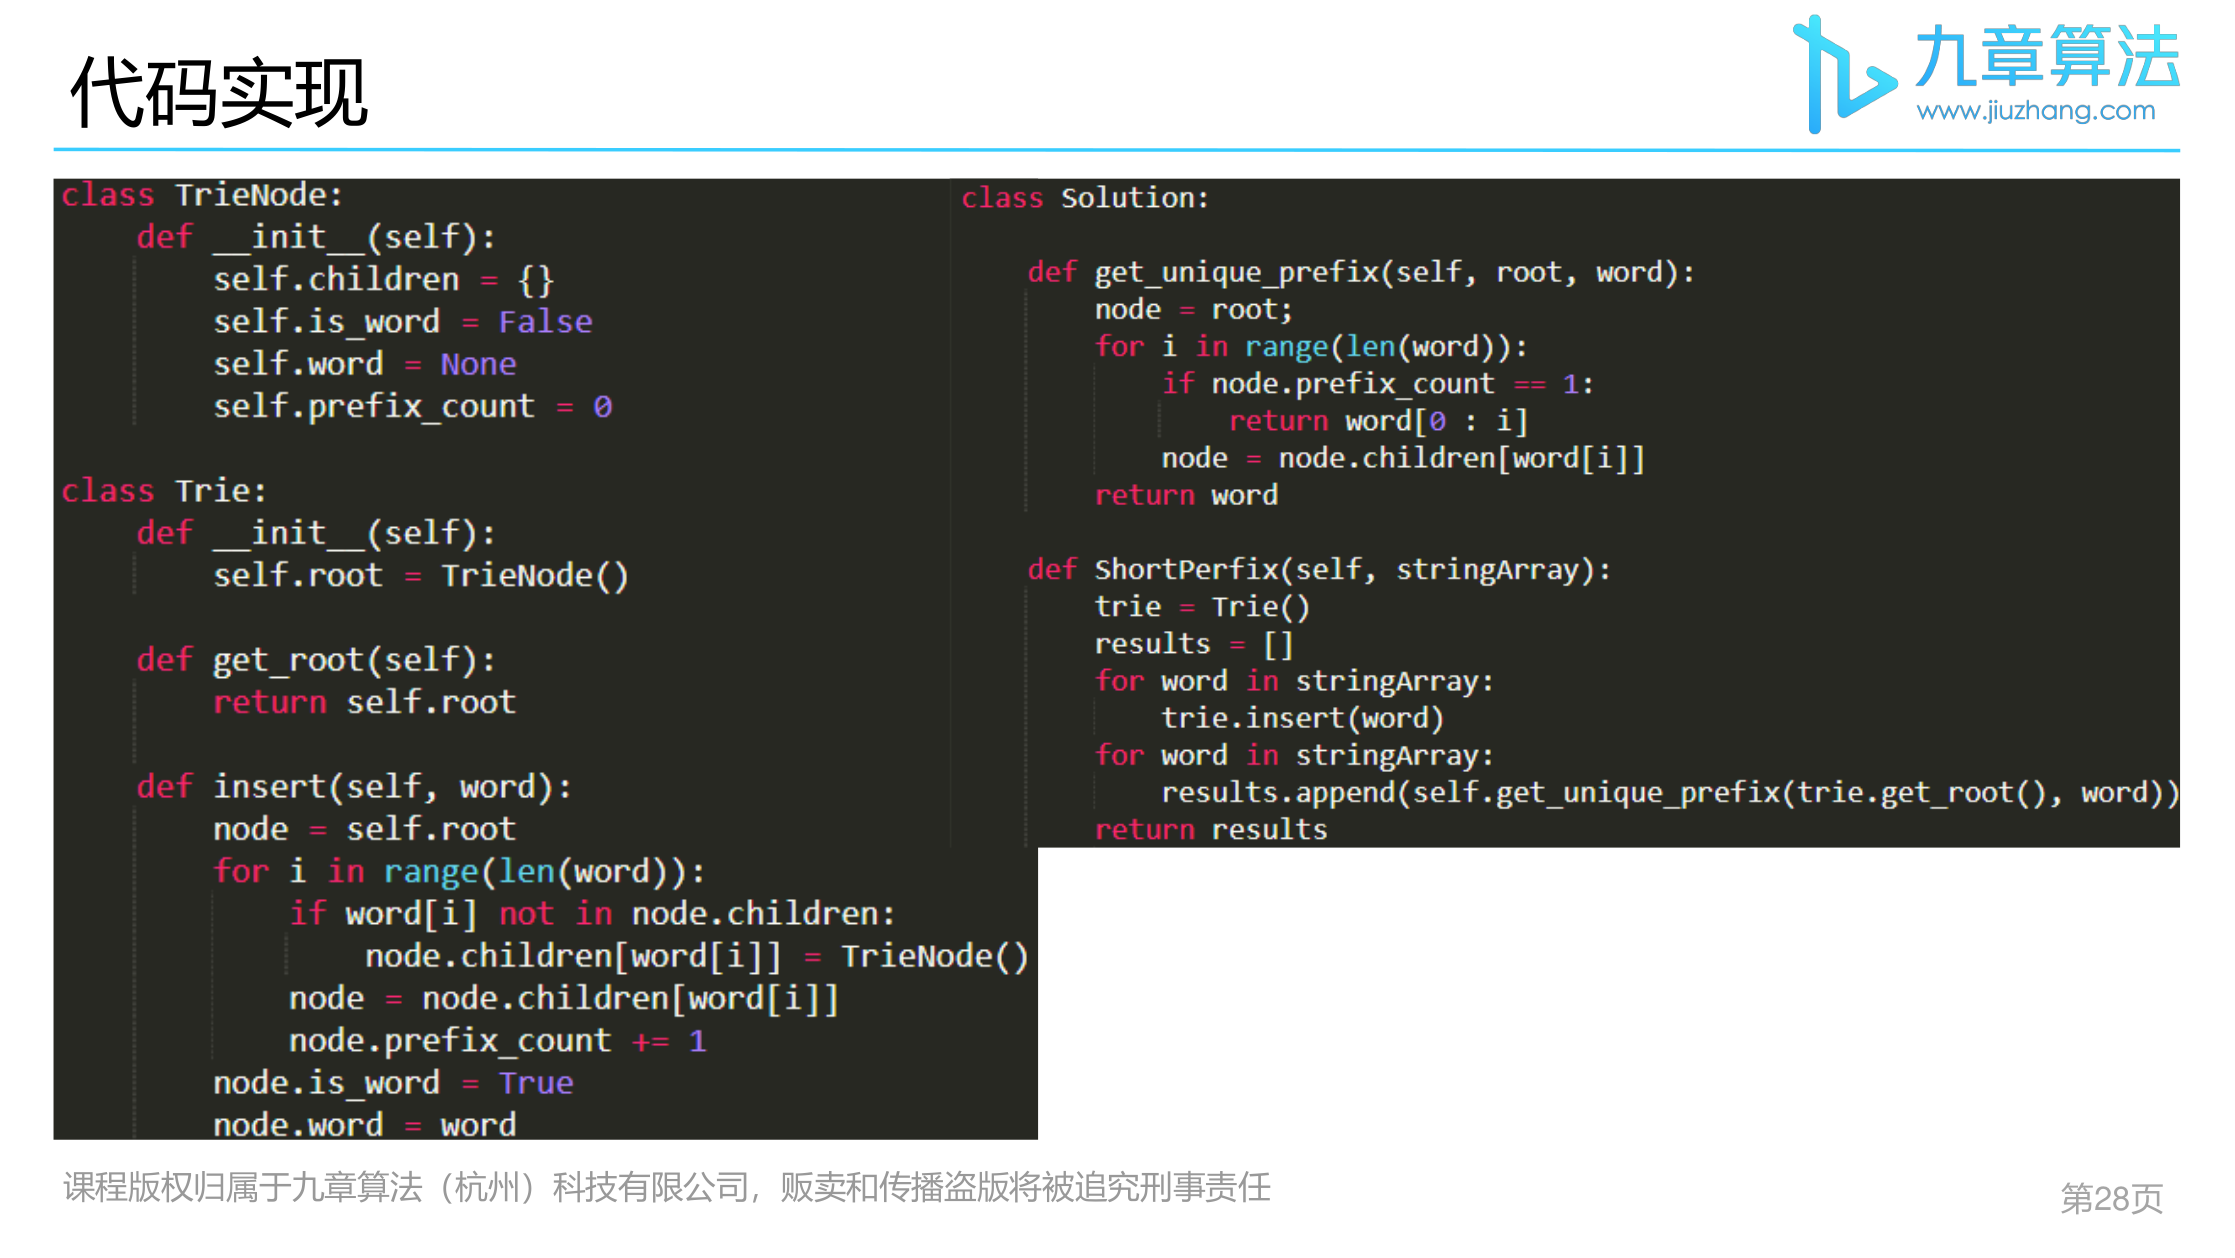 代码实现
九章算法
www.jiuzhang.com
class TrieNode:
    def __init__(self):
        self.children = {}
        self.is_word = False
        self.word = None
        self.prefix_count = 0
class Trie:
    def __init__(self):
        self.root = TrieNode()
    def get_root(self):
        return self.root
    def insert(self, word):
        node = self.root
        for i in range(len(word)):
            if word[i] not in node.children:
                node.children[word[i]] = TrieNode()
            node = node.children[word[i]]
            node.prefix_count += 1
        node.is_word = True
        node.word = word
class Solution:
    def get_unique_prefix(self, root, word):
        node = root;
        for i in range(len(word)):
            if node.prefix_count == 1:
                return word[0 : i]
            node = node.children[word[i]]
        return word
    def ShortPerfix(self, stringArray):
        trie = Trie()
        results = []
        for word in stringArray:
            trie.insert(word)
        for word in stringArray:
            results.append(self.get_unique_prefix(trie.get_root(), word))
        return results
课程版权归属于九章算法（杭州）科技有限公司，贩卖和传播盗版将被追究刑事责任
第28页